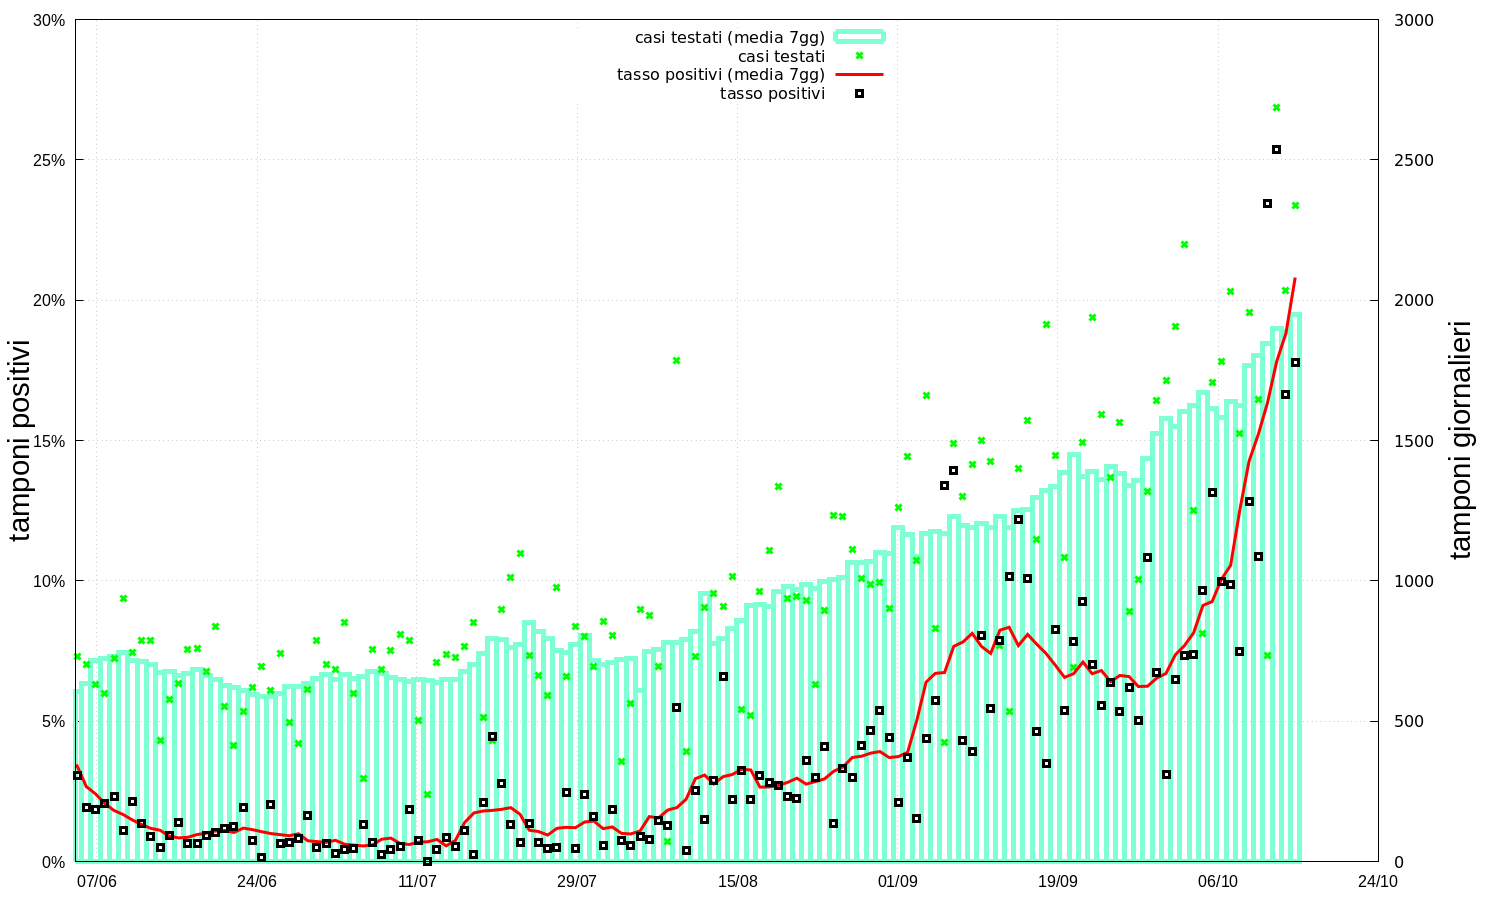 casi testati (media 7gg)
casi testati
tasso positivi (media 7gg)
tasso positivi
30%
25%
20%
15%
10%
5%
0%
tamponi positivi
3000
2500
2000
1500
1000
500
0
tamponi giornalieri
07/06 24/06 11/07 29/07 15/08 01/09 19/09 06/10 24/10